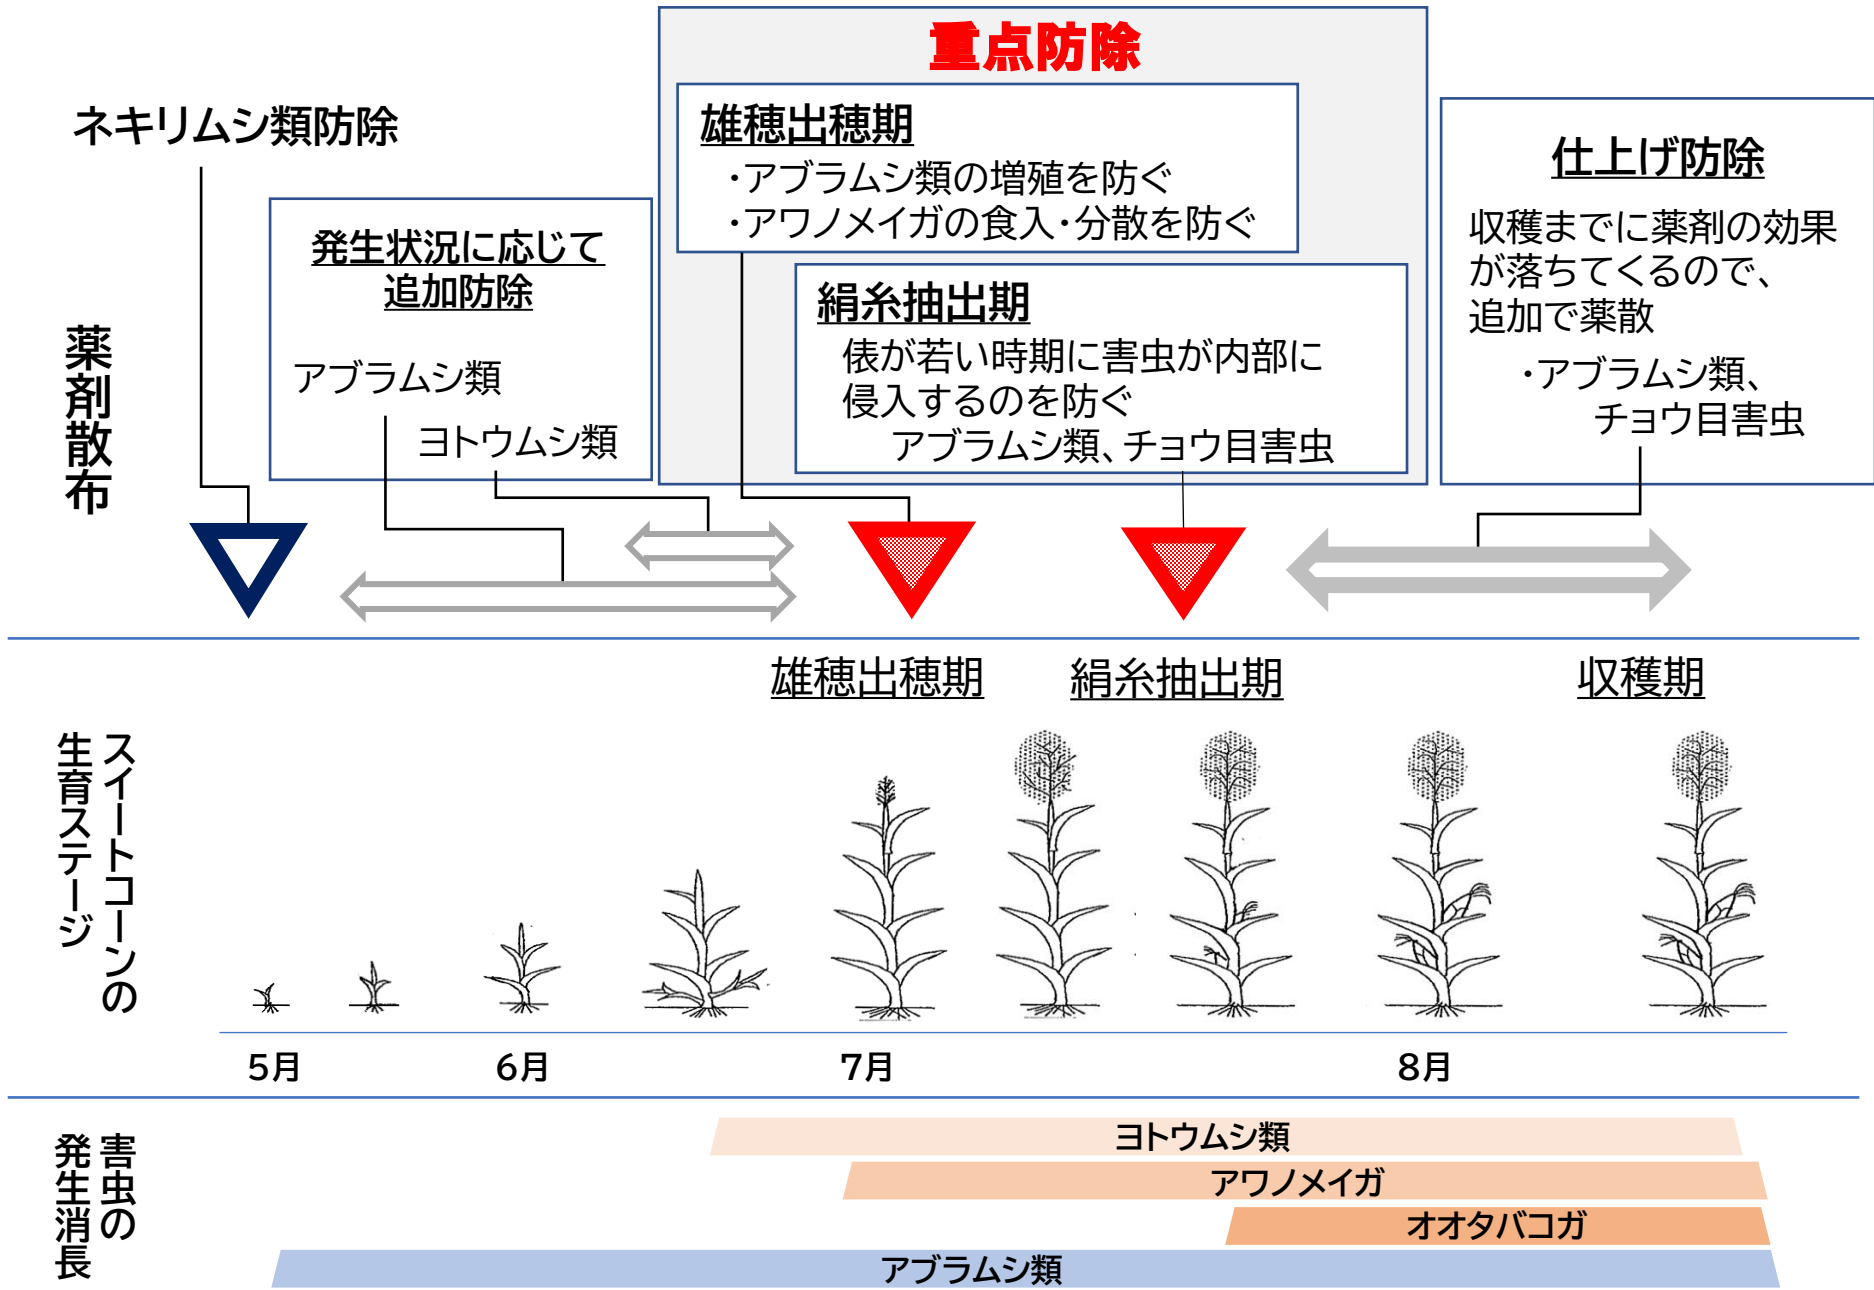 重点防除
ネキリムシ類防除
雄穂出穂期
・アブラムシ類の増殖を防ぐ
・アワノメイガの食入・分散を防ぐ
仕上げ防除
収穫までに薬剤の効果
が落ちてくるので、
追加で薬散
・アブラムシ類、
チョウ目害虫
発生状況に応じて
追加防除
アブラムシ類
ヨトウムシ類
絹糸抽出期
俵が若い時期に害虫が内部に
侵入するのを防ぐ
アブラムシ類、チョウ目害虫
薬剤散布
雄穂出穂期
絹糸抽出期
収穫期
スイートコーンの
生育ステージ
5月
6月
7月
8月
害虫の
発生消長
ヨトウムシ類
アワノメイガ
オオタバコガ
アブラムシ類